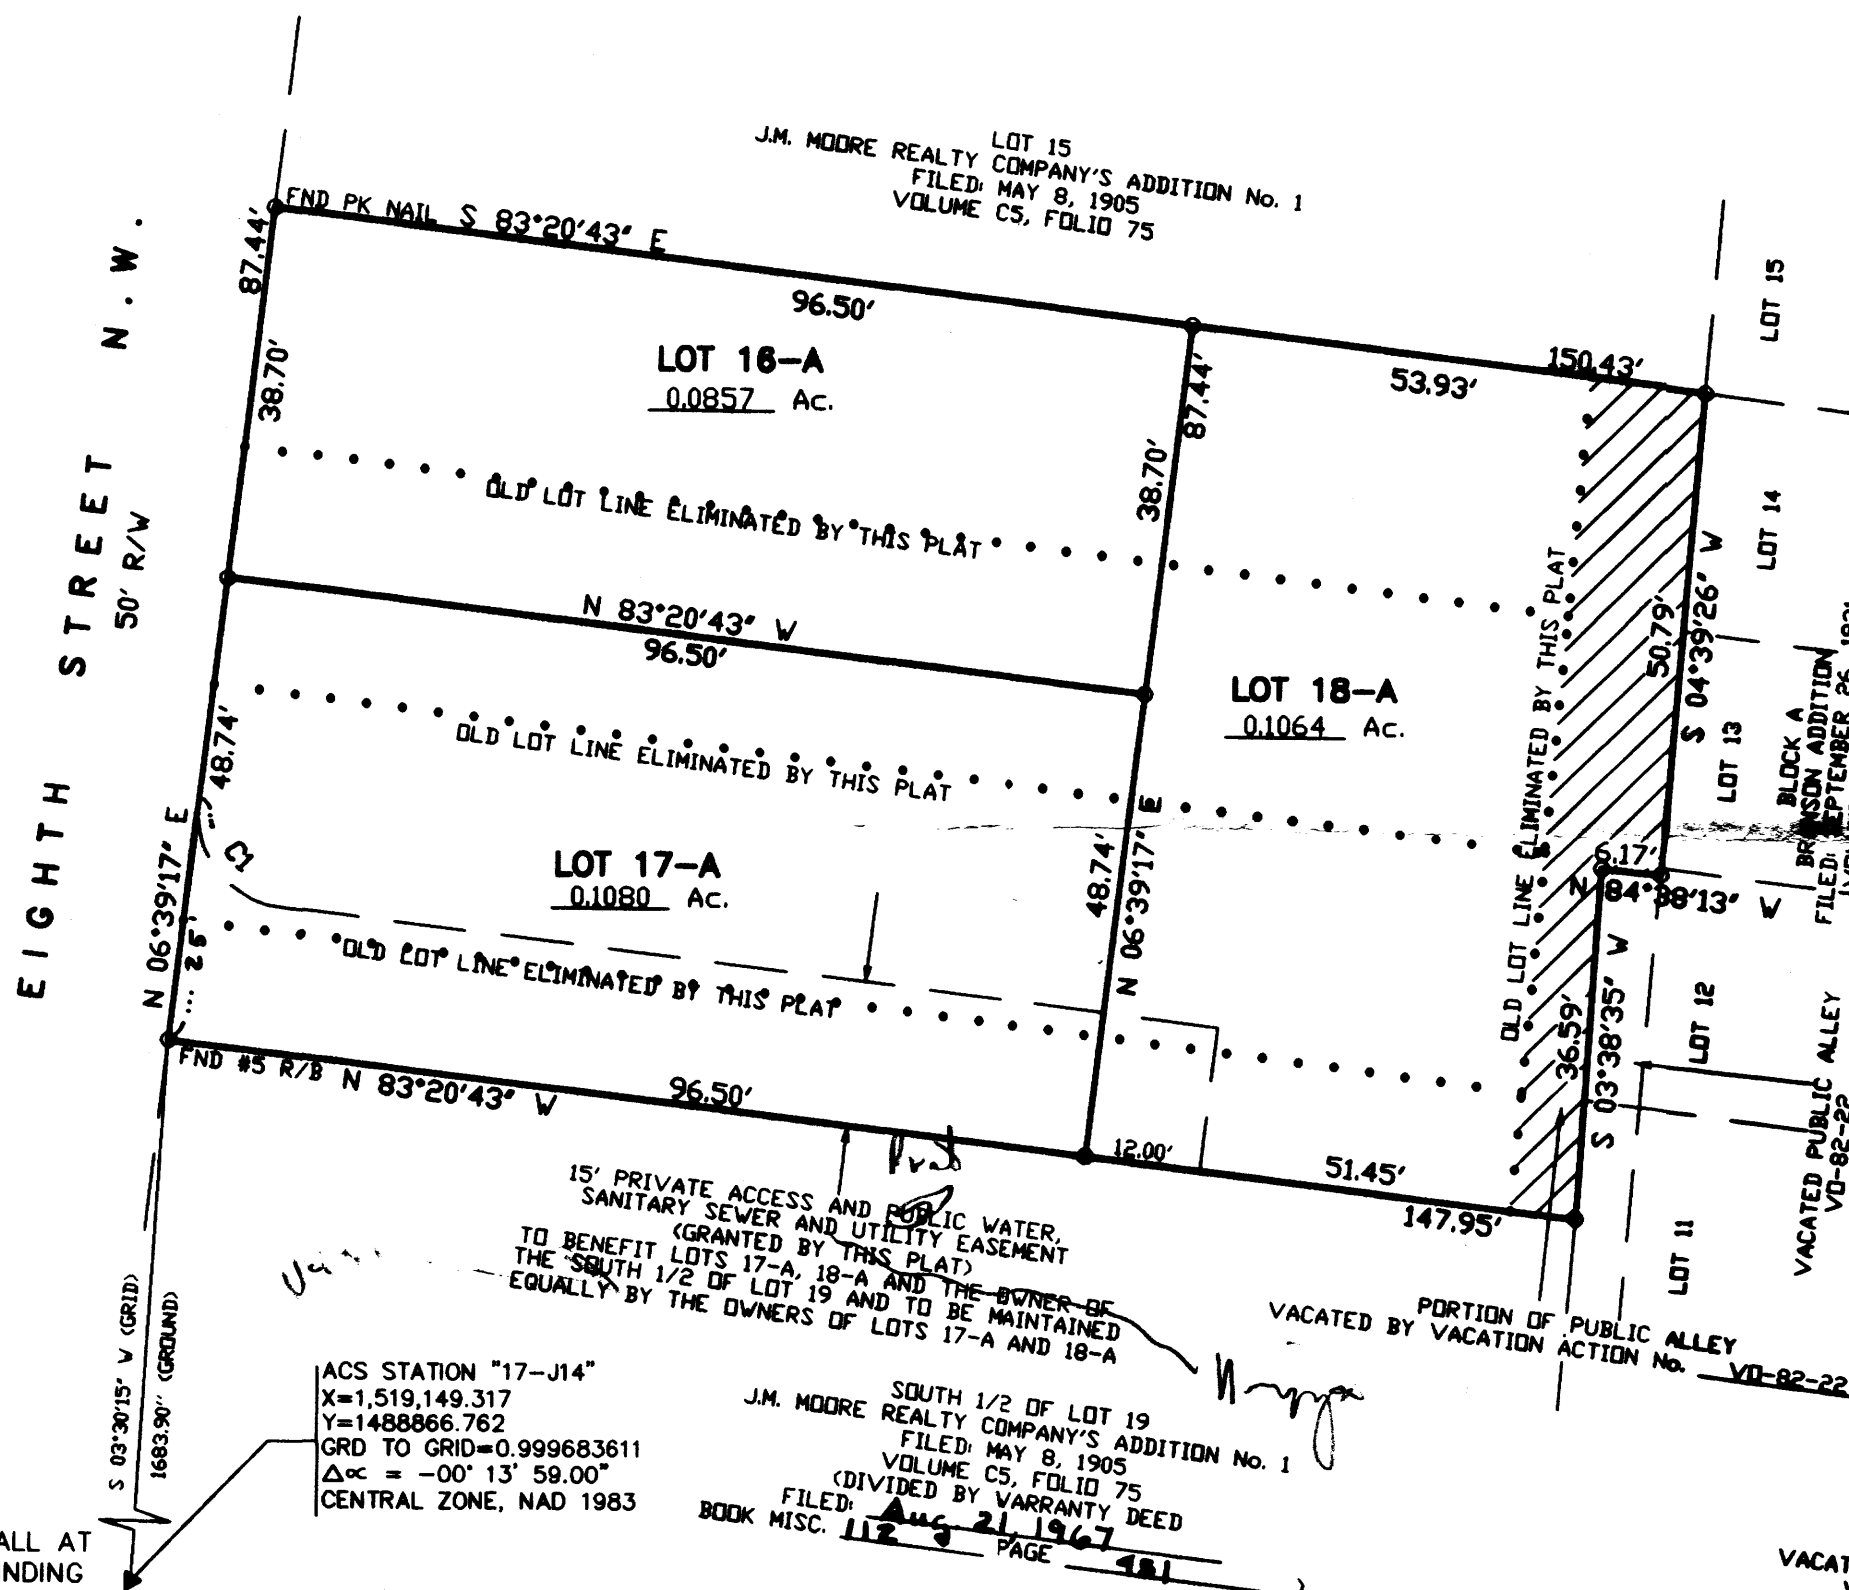 LOT 15
J.M. MOORE REALTY COMPANY'S ADDITION No. 1
FILED: MAY 8, 1905
VOLUME C5, FOLIO 75
FND PK NAIL S 83°20'43" E
87.44'
96.50'
38.70'
LOT 16-A
0.0857 Ac.
150.43'
53.93'
87.44'
38.70'
LOT 15
LOT 14
OLD LOT LINE ELIMINATED BY THIS PLAT
EIGHTH STREET N.W.
50' R/W
N 83°20'43" W
96.50'
LOT 18-A
0.1064 Ac.
OLD LOT LINE ELIMINATED BY THIS PLAT
50.79'
S 04°39'26" W
LOT 13
BLOCK A
ADDITION
FILED: SEPTEMBER 26,
OLD LOT LINE ELIMINATED BY THIS PLAT
48.74'
N 06°39'17" E
C1
LOT 17-A
0.1080 Ac.
48.74'
N 06°39'17" E
6.17'
N 84°38'13" W
25'
OLD LOT LINE ELIMINATED BY THIS PLAT
36.59'
S 03°38'35" W
LOT 12
VACATED PUBLIC ALLEY
VO-82-22
FND #5 R/B N 83°20'43" W
96.50'
12.00'
51.45'
147.95'
LOT 11
15' PRIVATE ACCESS AND PUBLIC WATER,
SANITARY SEWER AND UTILITY EASEMENT
(GRANTED BY THIS PLAT)
TO BENEFIT LOTS 17-A, 18-A AND THE OWNER OF
THE SOUTH 1/2 OF LOT 19 AND TO BE MAINTAINED
EQUALLY BY THE OWNERS OF LOTS 17-A AND 18-A
PORTION OF PUBLIC ALLEY
VACATED BY VACATION ACTION No. VO-82-22
S 03°30'15" W (GRID)
1683.90" (GROUND)
ACS STATION "17-J14"
X=1,519,149.317
Y=1488866.762
GRD TO GRID=0.999683611
Δ∝ = -00° 13' 59.00"
CENTRAL ZONE, NAD 1983
SOUTH 1/2 OF LOT 19
J.M. MOORE REALTY COMPANY'S ADDITION No. 1
FILED: MAY 8, 1905
VOLUME C5, FOLIO 75
(DIVIDED BY WARRANTY DEED
FILED: Aug. 21, 1967
BOOK MISC. 112 PAGE 481
ALL AT
NDING
VACAT